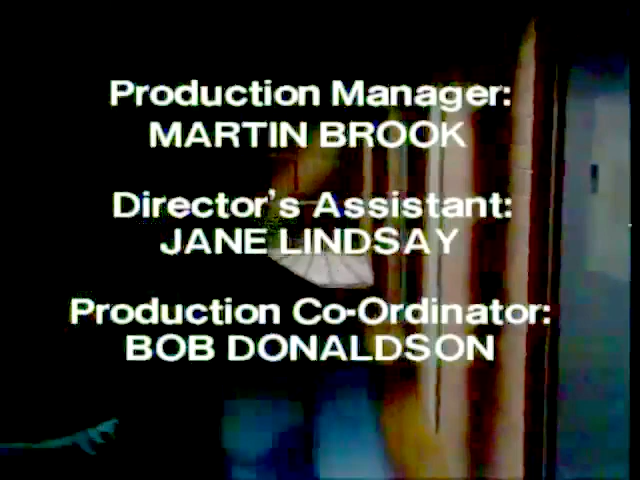 Production Manager:
MARTIN BROOK
Director's Assistant:
JANE LINDSAY
Production Co-Ordinator:
BOB DONALDSON